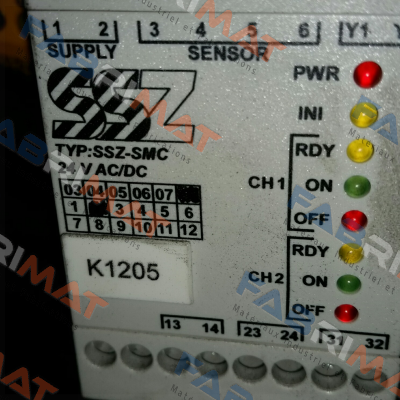 1 2 3 4 5 6 Y1
SUPPLY SENSOR
SSZ
PWR
INI
TYP:SSZ-SMC
24 V AC/DC
03 04 05 06 07
1 3 4 5 6
7 8 9 10 11 12
RDY
CH1 ON
OFF
K1205
RDY
CH2 ON
OFF
13 14 23 24 31 32
FABRIMAT
FABRIMAT
FABRIMAT